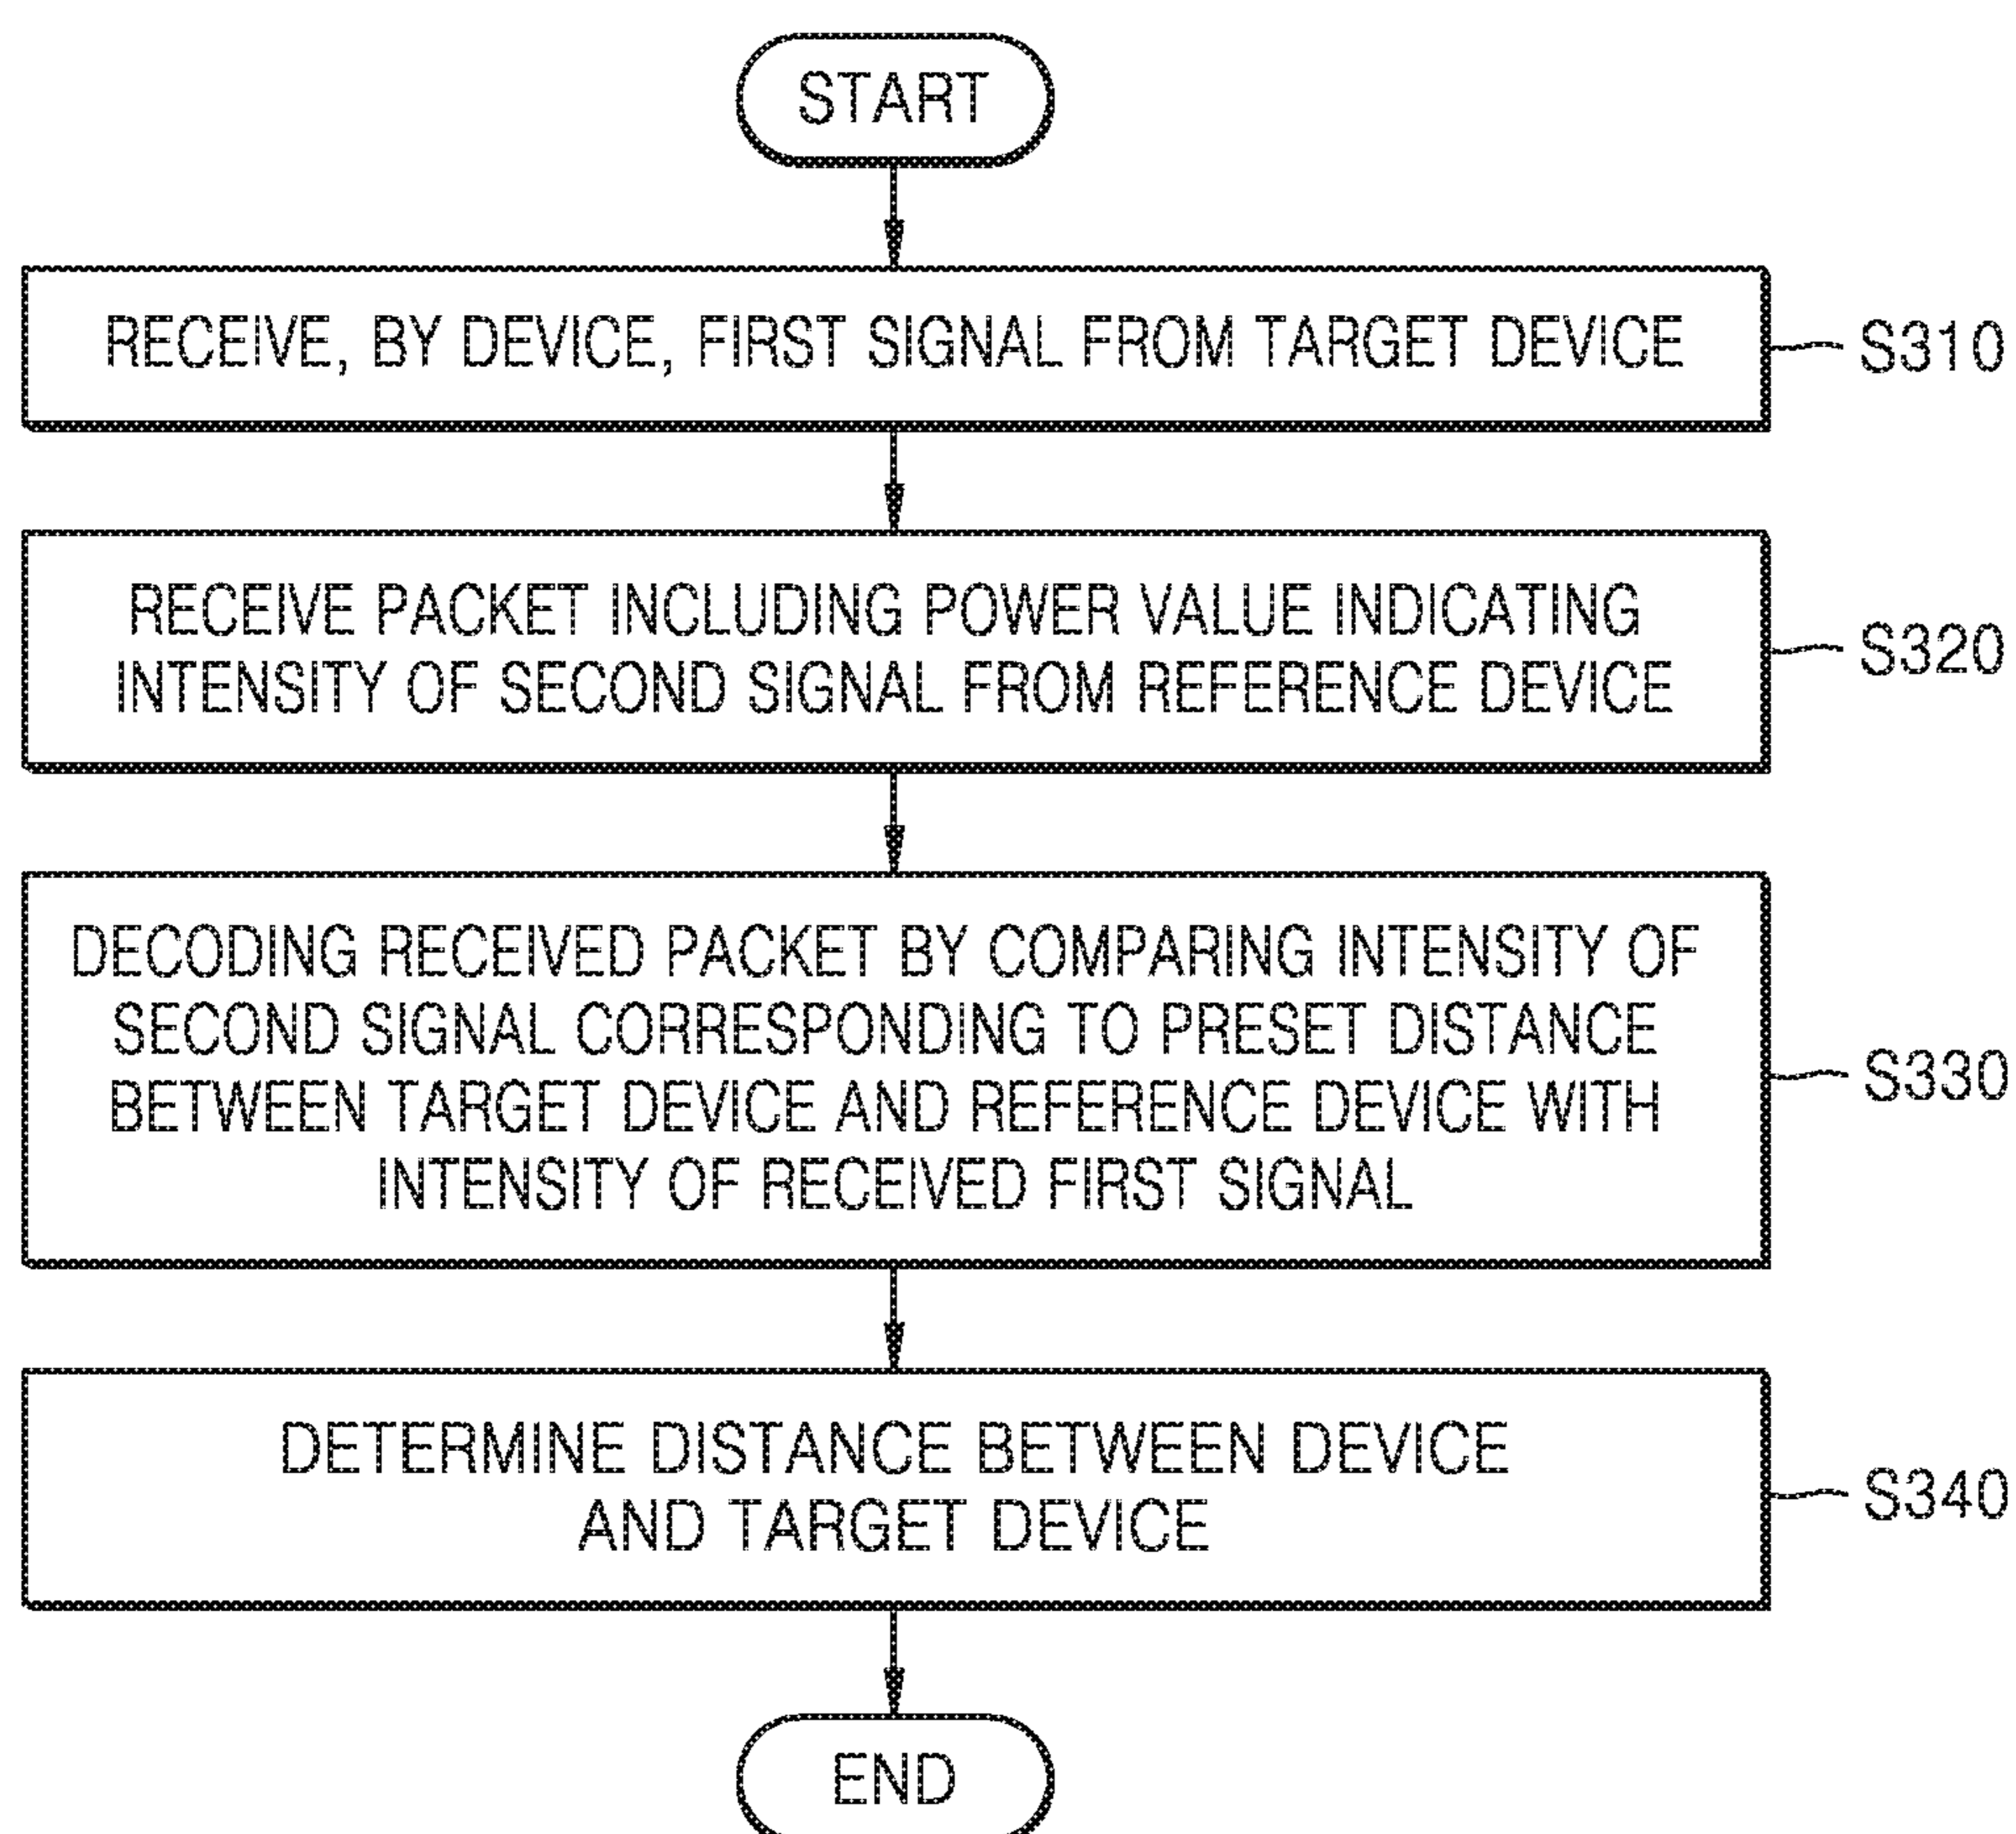 START
RECEIVE, BY DEVICE, FIRST SIGNAL FROM TARGET DEVICE
S310
RECEIVE PACKET INCLUDING POWER VALUE INDICATING
INTENSITY OF SECOND SIGNAL FROM REFERENCE DEVICE
S320
DECODING RECEIVED PACKET BY COMPARING INTENSITY OF
SECOND SIGNAL CORRESPONDING TO PRESET DISTANCE
BETWEEN TARGET DEVICE AND REFERENCE DEVICE WITH
INTENSITY OF RECEIVED FIRST SIGNAL
S330
DETERMINE DISTANCE BETWEEN DEVICE
AND TARGET DEVICE
S340
END